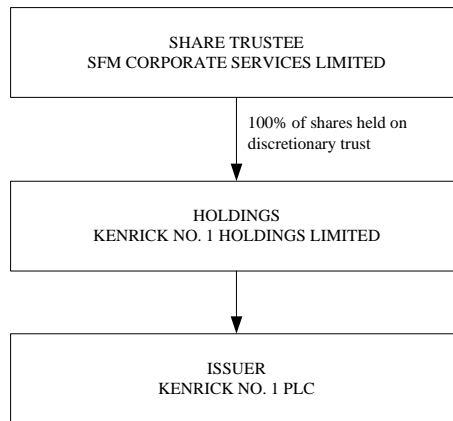 SHARE TRUSTEE
SFM CORPORATE SERVICES LIMITED
100% of shares held on
discretionary trust
HOLDINGS
KENRICK NO. 1 HOLDINGS LIMITED
ISSUER
KENRICK NO. 1 PLC